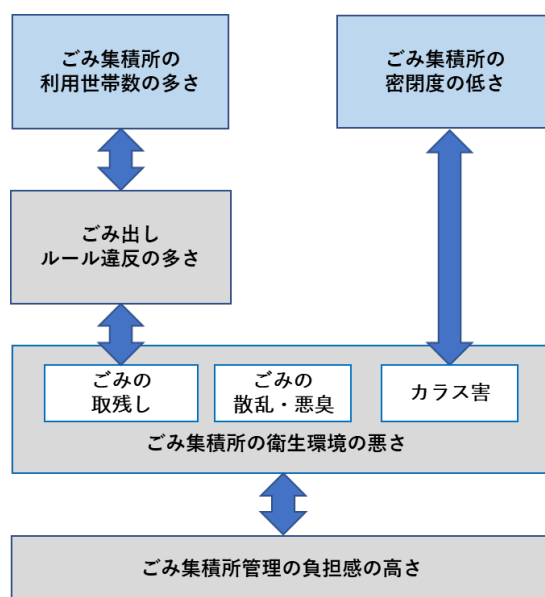 ごみ集積所の
利用世帯数の多さ
ごみ集積所の
密閉度の低さ
ごみ出し
ルール違反の多さ
ごみの
取残し
ごみの
散乱・悪臭
カラス害
ごみ集積所の衛生環境の悪さ
ごみ集積所管理の負担感の高さ